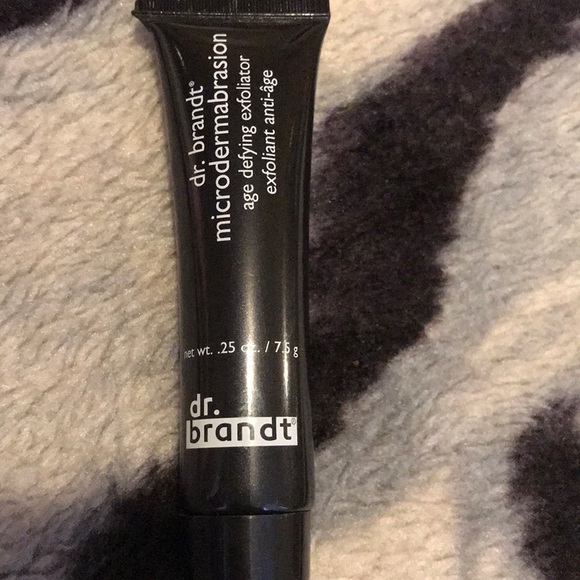 dr. brandt®
microdermabrasion
age defying exfoliator
exfoliant anti-âge
net wt. .25 oz. / 7.5 g
dr.
brandt®